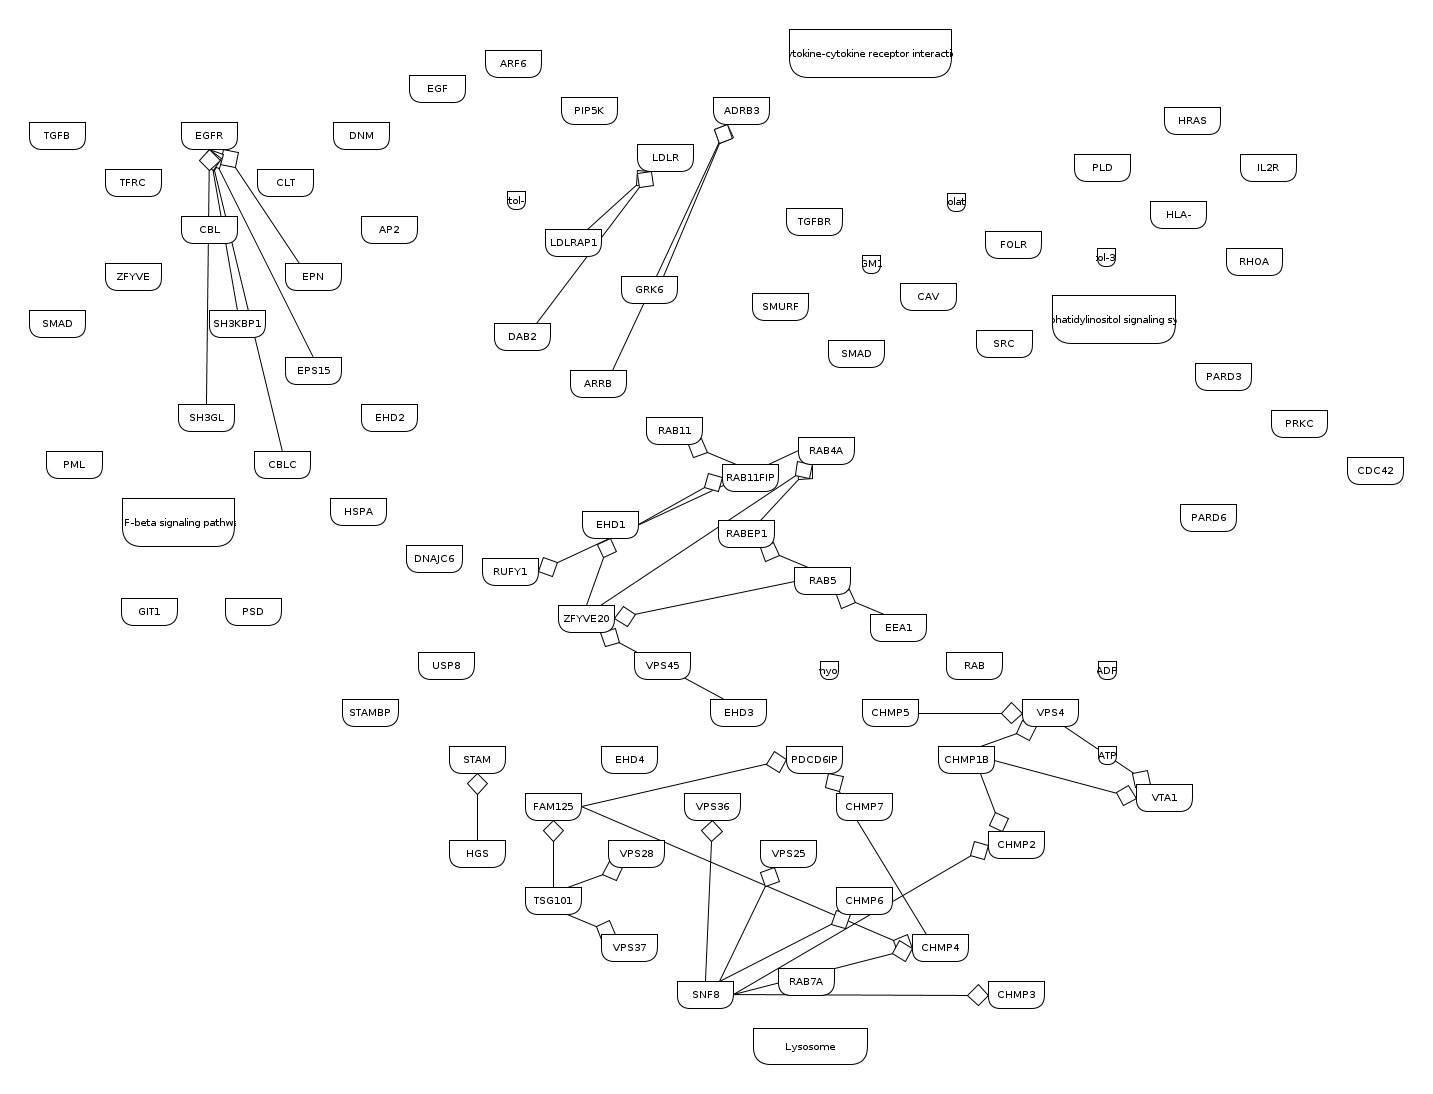 ytokine-cytokine receptor interacti
ARF6
EGF
PIP5K
ADRB3
HRAS
TGFB
EGFR
DNM
LDLR
PLD
IL2R
TFRC
CLT
tol-
olat
HLA-
CBL
AP2
LDLRAP1
TGFBR
FOLR
ol-3
RHOA
ZFYVE
EPN
GM1
GRK6
SMURF
CAV
SMAD
SH3KBP1
DAB2
hatidylinositol signaling sy
SRC
SMAD
EPS15
ARRB
PARD3
SH3GL
EHD2
RAB11
PRKC
RAB4A
PML
CBLC
RAB11FIP
CDC42
F-beta signaling pathwa
HSPA
EHD1
RABEP1
PARD6
DNAJC6
RUFY1
RAB5
GIT1
PSD
ZFYVE20
EEA1
USP8
VPS45
nyo
RAB
ADP
STAMBP
EHD3
CHMP5
VPS4
STAM
EHD4
PDCD6IP
CHMP1B
ATP
VTA1
FAM125
VPS36
CHMP7
HGS
VPS28
VPS25
CHMP2
TSG101
CHMP6
VPS37
CHMP4
RAB7A
SNF8
CHMP3
Lysosome